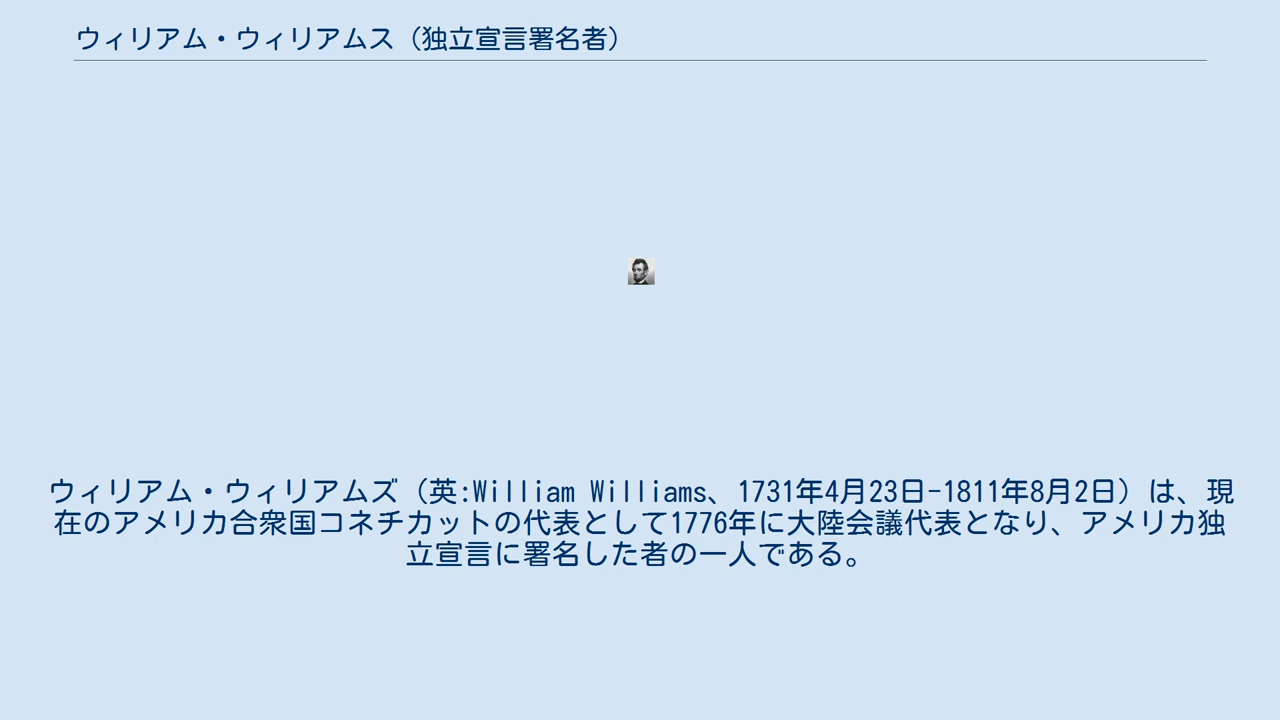 ウィリアム・ウィリアムス（独立宣言署名者）
ウィリアム・ウィリアムズ（英:William Williams、1731年4月23日-1811年8月2日）は、現
在のアメリカ合衆国コネチカットの代表として1776年に大陸会議代表となり、アメリカ独
立宣言に署名した者の一人である。